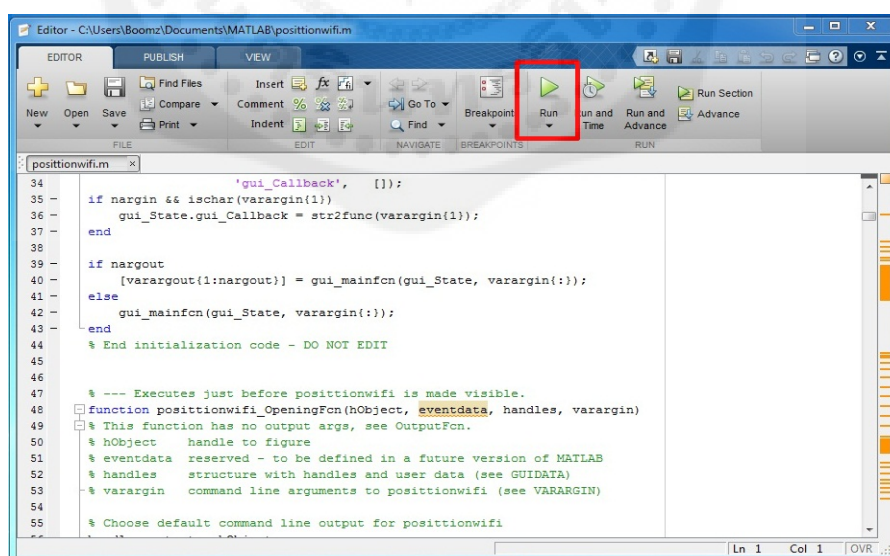 Editor - C:\Users\Boomz\Documents\MATLAB\posittionwifi.m
EDITOR PUBLISH VIEW
New Open Save
Find Files
Compare
Print
FILE
Insert fx
Comment %
Indent
EDIT
Go To
Find
NAVIGATE
Breakpoints
BREAKPOINTS
Run
Run and Time
Run and Advance
Run Section
Advance
RUN
posittionwifi.m ×
34 'gui_Callback', []);
35 – if nargin && ischar(varargin{1})
36 – gui_State.gui_Callback = str2func(varargin{1});
37 – end
38
39 – if nargout
40 – [varargout{1:nargout}] = gui_mainfcn(gui_State, varargin{:});
41 – else
42 – gui_mainfcn(gui_State, varargin{:});
43 – end
44 % End initialization code - DO NOT EDIT
45
46
47 % --- Executes just before posittionwifi is made visible.
48 function posittionwifi_OpeningFcn(hObject, eventdata, handles, varargin)
49 % This function has no output args, see OutputFcn.
50 % hObject handle to figure
51 % eventdata reserved - to be defined in a future version of MATLAB
52 % handles structure with handles and user data (see GUIDATA)
53 % varargin command line arguments to posittionwifi (see VARARGIN)
54
55 % Choose default command line output for posittionwifi
Ln 1 Col 1 OVR